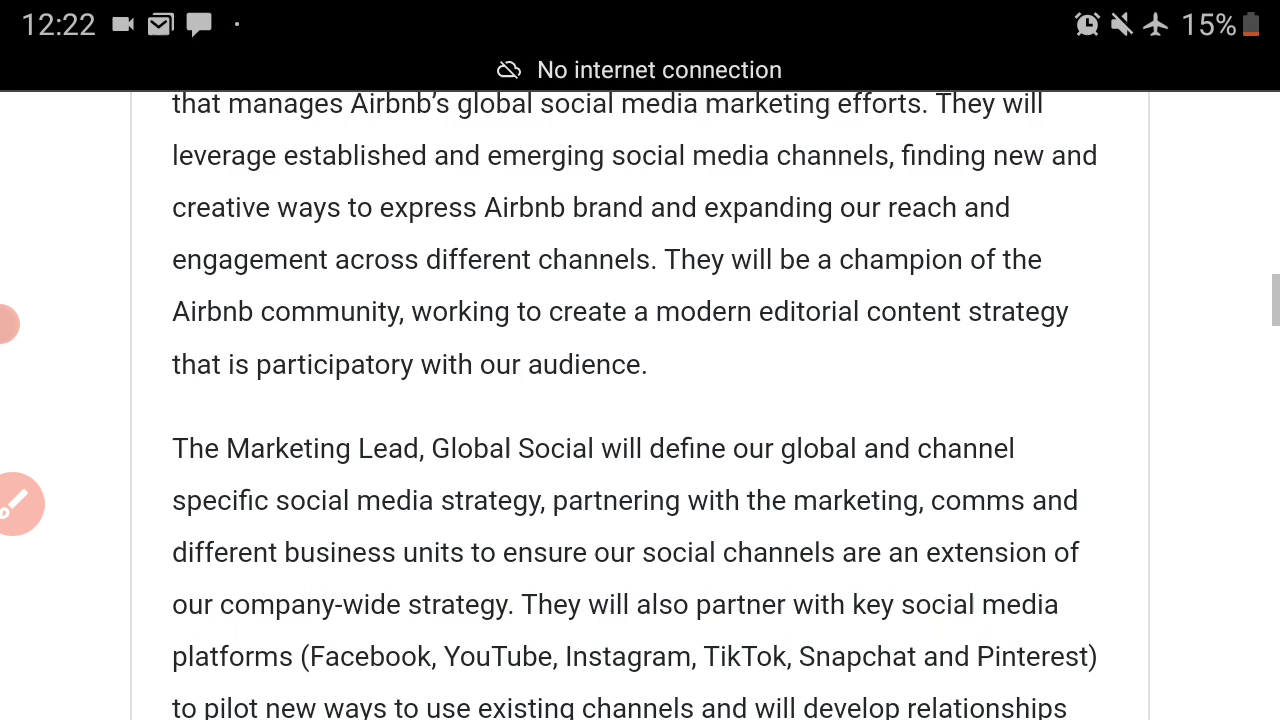 12:22
15%
No internet connection
that manages Airbnb's global social media marketing efforts. They will
leverage established and emerging social media channels, finding new and
creative ways to express Airbnb brand and expanding our reach and
engagement across different channels. They will be a champion of the
Airbnb community, working to create a modern editorial content strategy
that is participatory with our audience.
The Marketing Lead, Global Social will define our global and channel
specific social media strategy, partnering with the marketing, comms and
different business units to ensure our social channels are an extension of
our company-wide strategy. They will also partner with key social media
platforms (Facebook, YouTube, Instagram, TikTok, Snapchat and Pinterest)
to pilot new ways to use existing channels and will develop relationships